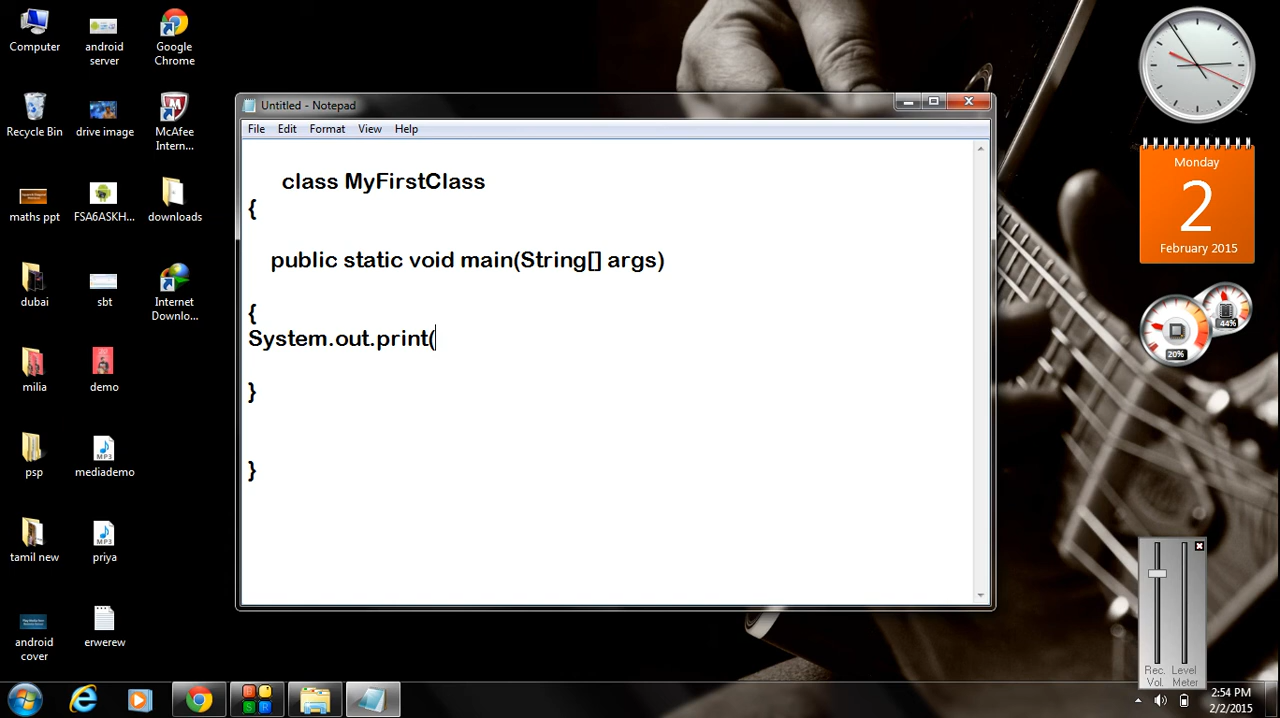 Computer
android server
Google Chrome
Recycle Bin
drive image
McAfee Intern...
maths ppt
FSA6ASKH...
downloads
dubai
sbt
Internet Downlo...
milia
demo
psp
mediademo
tamil new
priya
android cover
erwerew
Untitled - Notepad
File Edit Format View Help
class MyFirstClass
{
public static void main(String[] args)
{
System.out.print(
}
}
Monday
2
February 2015
44%
20%
Rec. Vol.
Level Meter
2:54 PM
2/2/2015